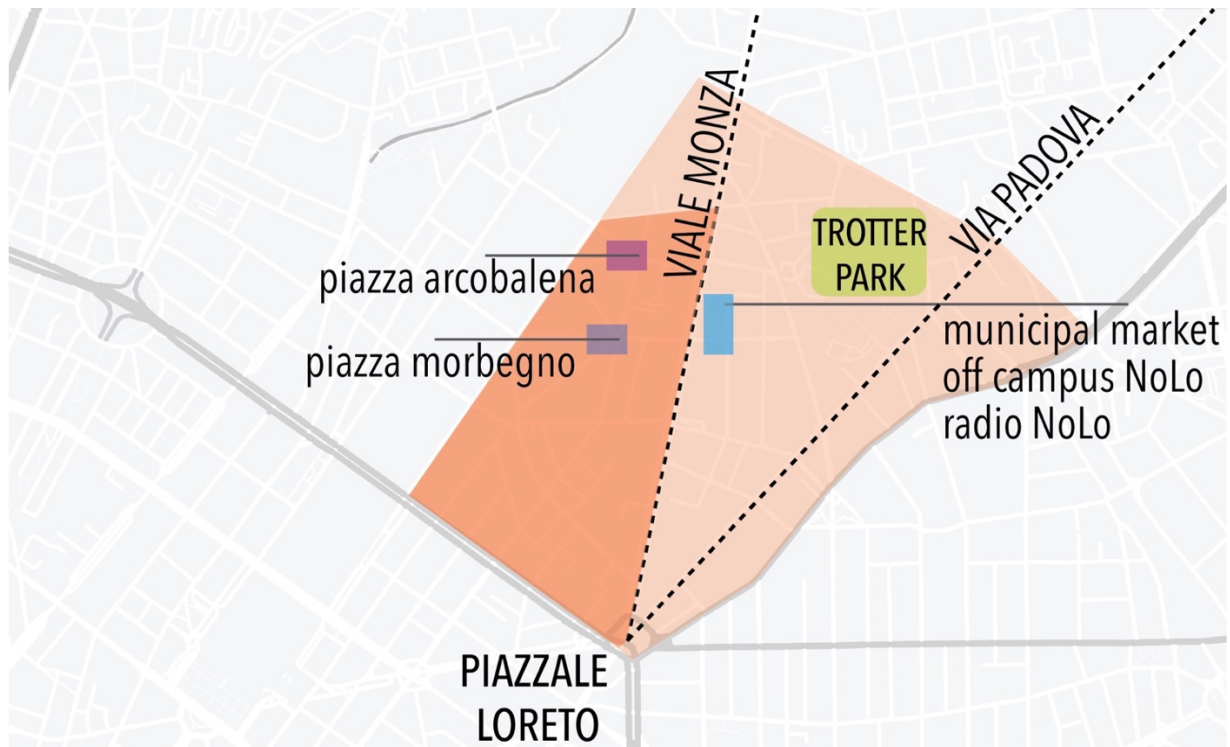 VIALE MONZA
VIA PADOVA
TROTTER
PARK
piazza arcobalena
piazza morbegno
municipal market
off campus NoLo
radio NoLo
PIAZZALE
LORETO